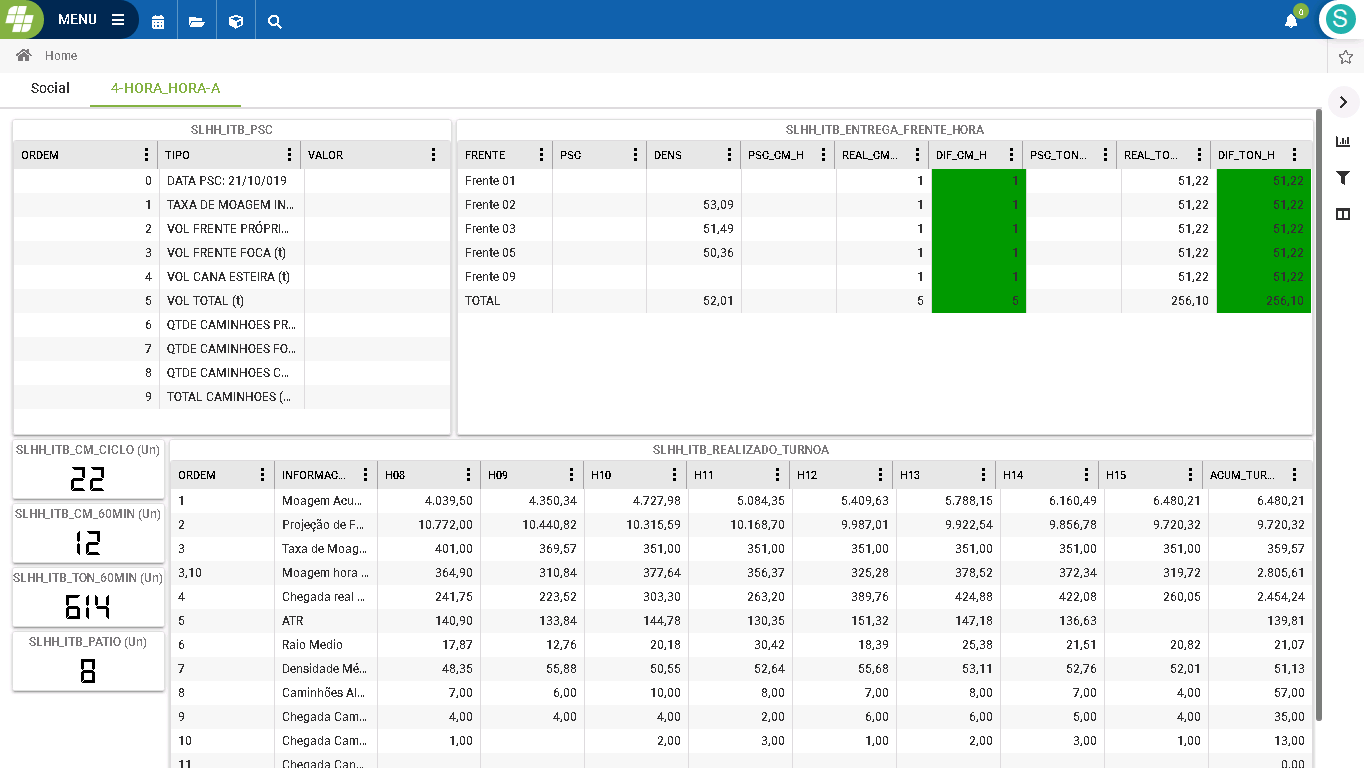 MENU
0
S
Home
Social 4-HORA_HORA-A
SLHH_ITB_PSC
ORDEM TIPO VALOR
0 DATA PSC: 21/10/019
1 TAXA DE MOAGEM IN...
2 VOL FRENTE PRÓPRI...
3 VOL FRENTE FOCA (t)
4 VOL CANA ESTEIRA (t)
5 VOL TOTAL (t)
6 QTDE CAMINHOES PR...
7 QTDE CAMINHOES FO...
8 QTDE CAMINHOES C...
9 TOTAL CAMINHOES (...
SLHH_ITB_ENTREGA_FRENTE_HORA
FRENTE PSC DENS PSC_CM_H REAL_CM... DIF_CM_H PSC_TON... REAL_TO... DIF_TON_H
Frente 01 1 1 51,22 51,22
Frente 02 53,09 1 1 51,22 51,22
Frente 03 51,49 1 1 51,22 51,22
Frente 05 50,36 1 1 51,22 51,22
Frente 09 1 1 51,22 51,22
TOTAL 52,01 5 5 256,10 256,10
SLHH_ITB_CM_CICLO (Un)
22
SLHH_ITB_CM_60MIN (Un)
12
SLHH_ITB_TON_60MIN (Un)
614
SLHH_ITB_PATIO (Un)
8
SLHH_ITB_REALIZADO_TURNOA
ORDEM INFORMAC... H08 H09 H10 H11 H12 H13 H14 H15 ACUM_TUR...
1 Moagem Acu... 4.039,50 4.350,34 4.727,98 5.084,35 5.409,63 5.788,15 6.160,49 6.480,21 6.480,21
2 Projeção de F... 10.772,00 10.440,82 10.315,59 10.168,70 9.987,01 9.922,54 9.856,78 9.720,32 9.720,32
3 Taxa de Moag... 401,00 369,57 351,00 351,00 351,00 351,00 351,00 351,00 359,57
3,10 Moagem hora ... 364,90 310,84 377,64 356,37 325,28 378,52 372,34 319,72 2.805,61
4 Chegada real ... 241,75 223,52 303,30 263,20 389,76 424,88 422,08 260,05 2.454,24
5 ATR 140,90 133,84 144,78 130,35 151,32 147,18 136,63 139,81
6 Raio Medio 17,87 12,76 20,18 30,42 18,39 25,38 21,51 20,82 21,07
7 Densidade Mé... 48,35 55,88 50,55 52,64 55,68 53,11 52,76 52,01 51,13
8 Caminhões Al... 7,00 6,00 10,00 8,00 7,00 8,00 7,00 4,00 57,00
9 Chegada Cam... 4,00 4,00 4,00 2,00 6,00 6,00 5,00 4,00 35,00
10 Chegada Cam... 1,00 2,00 3,00 1,00 2,00 3,00 1,00 13,00
11 Chegada Can... 0,00